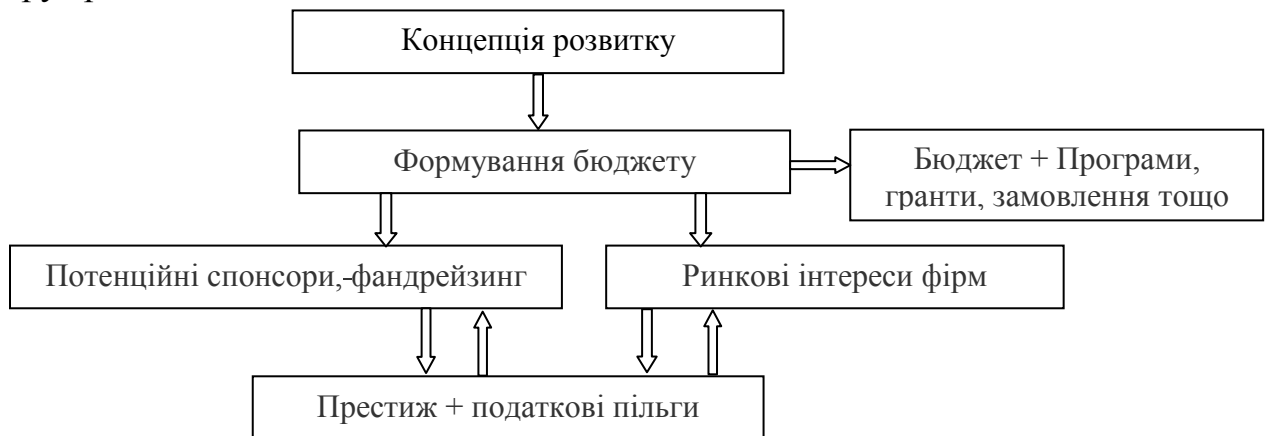 Концепція розвитку
Формування бюджету
Бюджет + Програми,
гранти, замовлення тощо
Потенційні спонсори,-фандрейзинг
Ринкові інтереси фірм
Престиж + податкові пільги